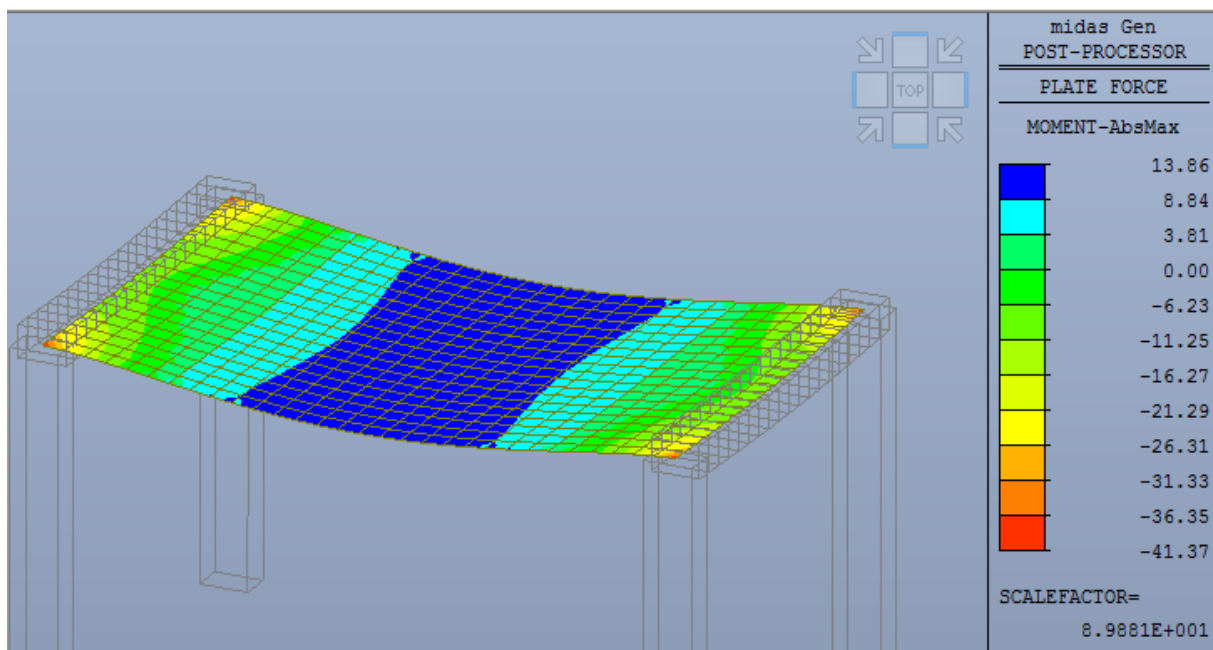 midas Gen
POST-PROCESSOR
PLATE FORCE
MOMENT-AbsMax
13.86
8.84
3.81
0.00
-6.23
-11.25
-16.27
-21.29
-26.31
-31.33
-36.35
-41.37
SCALEFACTOR=
8.9881E+001
TOP